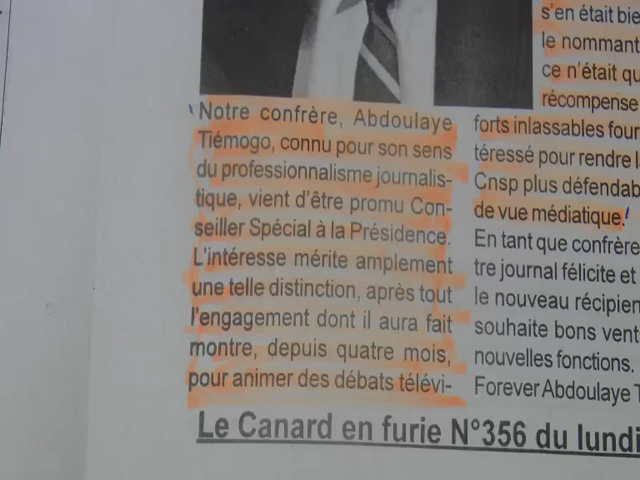 Notre confrère, Abdoulaye
Tiémogo, connu pour son sens
du professionnalisme journalis-
tique, vient d'être promu Con-
seiller Spécial à la Présidence.
L'intéresse mérite amplement
une telle distinction, après tout
l'engagement dont il aura fait
montre, depuis quatre mois,
pour animer des débats télévi-
s'en était bie
le nommant
ce n'était qu
récompense
forts inlassables four
téressé pour rendre l
Cnsp plus défendab
de vue médiatique.
En tant que confrère
tre journal félicite et
le nouveau récipien
souhaite bons vent
nouvelles fonctions.
Forever Abdoulaye T
Le Canard en furie N°356 du lundi